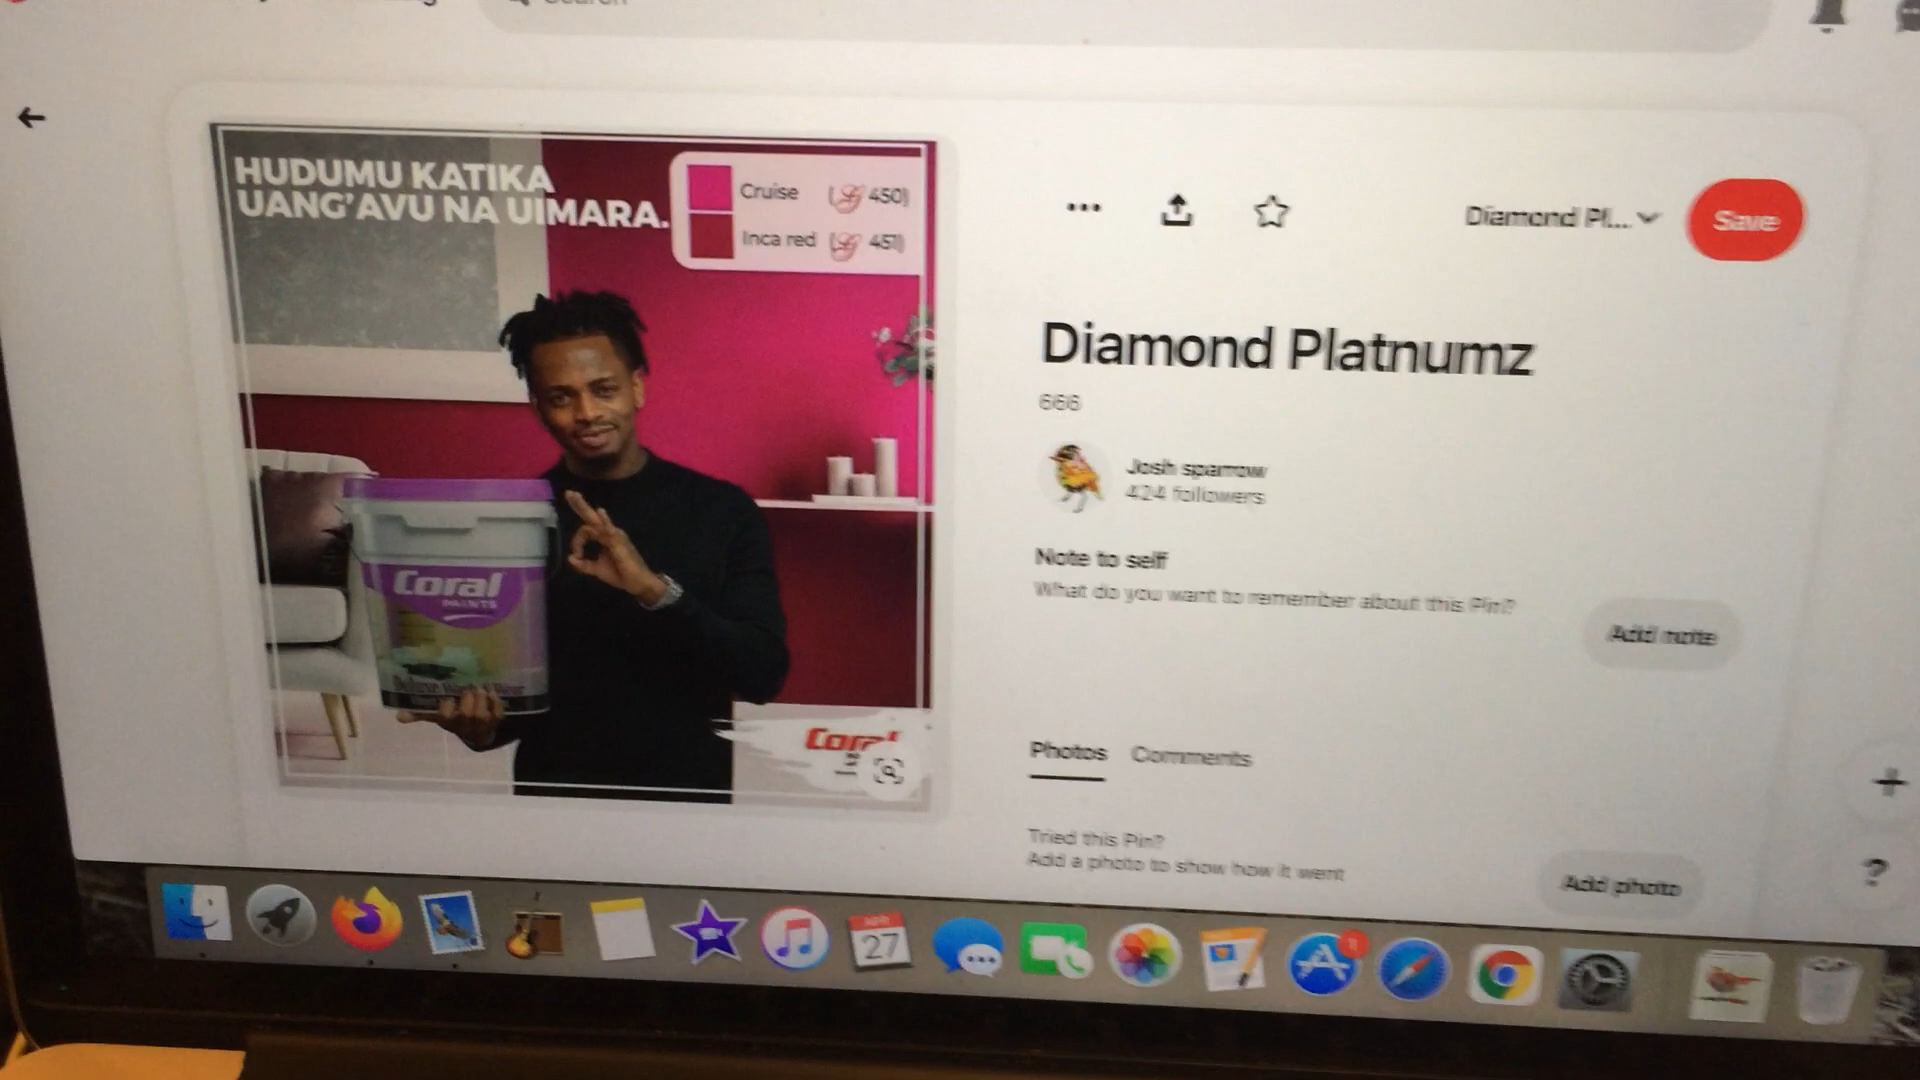 HUDUMU KATIKA
UANG'AVU NA UIMARA.
Cruise 450
Inca red 451
Coral
PAINTS
Coral
Diamond Pl...
Save
Diamond Platnumz
666
Josh sparrow
424 followers
Note to self
What do you want to remember about this Pin?
Add note
Photos Comments
Tried this Pin?
Add a photo to show how it went
Add photo
?
27
1